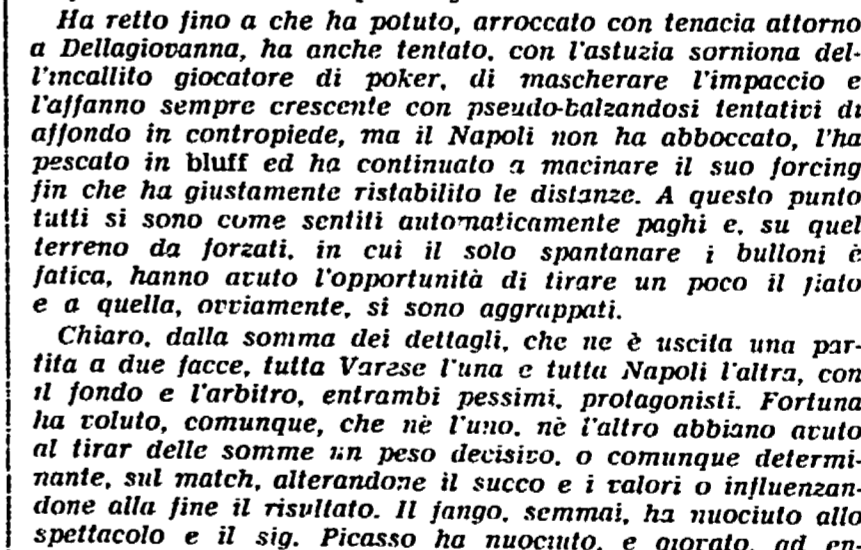 Ha retto fino a che ha potuto, arroccato con tenacia attorno
a Dellagiovanna, ha anche tentato, con l'astuzia sorniona del-
l'incallito giocatore di poker, di mascherare l'impaccio e
l'affanno sempre crescente con pseudo-balzandosi tentativi di
affondo in contropiede, ma il Napoli non ha abboccato, l'ha
pescato in bluff ed ha continuato a macinare il suo forcing
fin che ha giustamente ristabilito le distanze. A questo punto
tutti si sono come sentiti automaticamente paghi e, su quel
terreno da forzati, in cui il solo spantanare i bulloni è
fatica, hanno avuto l'opportunità di tirare un poco il fiato
e a quella, ovviamente, si sono aggrappati.
Chiaro, dalla somma dei dettagli, che ne è uscita una par-
tita a due facce, tutta Varese l'una e tutta Napoli l'altra, con
il fondo e l'arbitro, entrambi pessimi, protagonisti. Fortuna
ha voluto, comunque, che nè l'uno, nè l'altro abbiano avuto
al tirar delle somme un peso decisivo, o comunque determi-
nante, sul match, alterandone il succo e i valori o influenzan-
done alla fine il risultato. Il fango, semmai, ha nuociuto allo
spettacolo e il sig. Picasso ha nuociuto, e giovato, ad en-